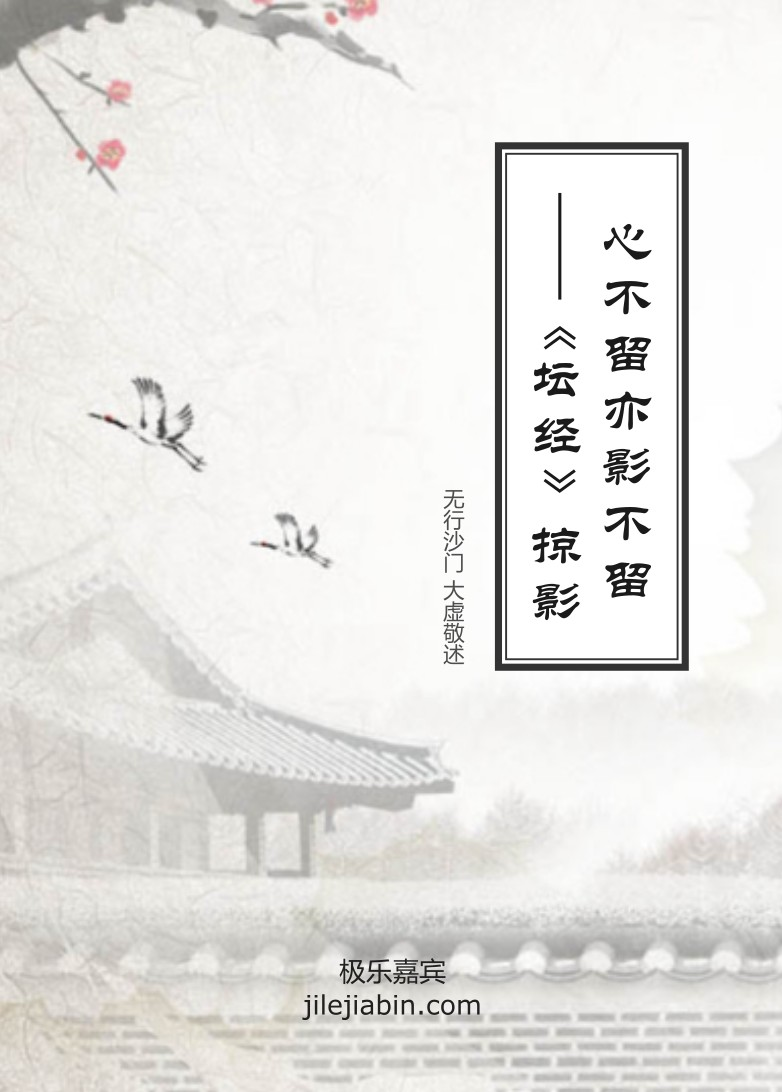 心不留亦影不留
——《坛经》掠影
无行沙门 大虚敬述
极乐嘉宾
jilejiabin.com